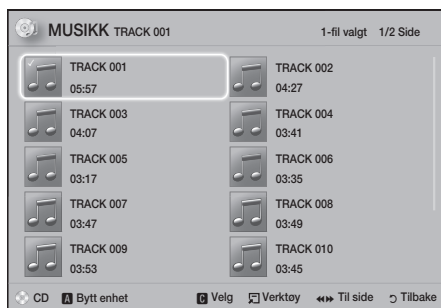 MUSIKK TRACK 001 1-fil valgt 1/2 Side
TRACK 001
05:57
TRACK 002
04:27
TRACK 003
04:07
TRACK 004
03:41
TRACK 005
03:17
TRACK 006
03:35
TRACK 007
03:47
TRACK 008
03:49
TRACK 009
03:53
TRACK 010
03:45
CD A Bytt enhet C Velg Verktøy Til side Tilbake